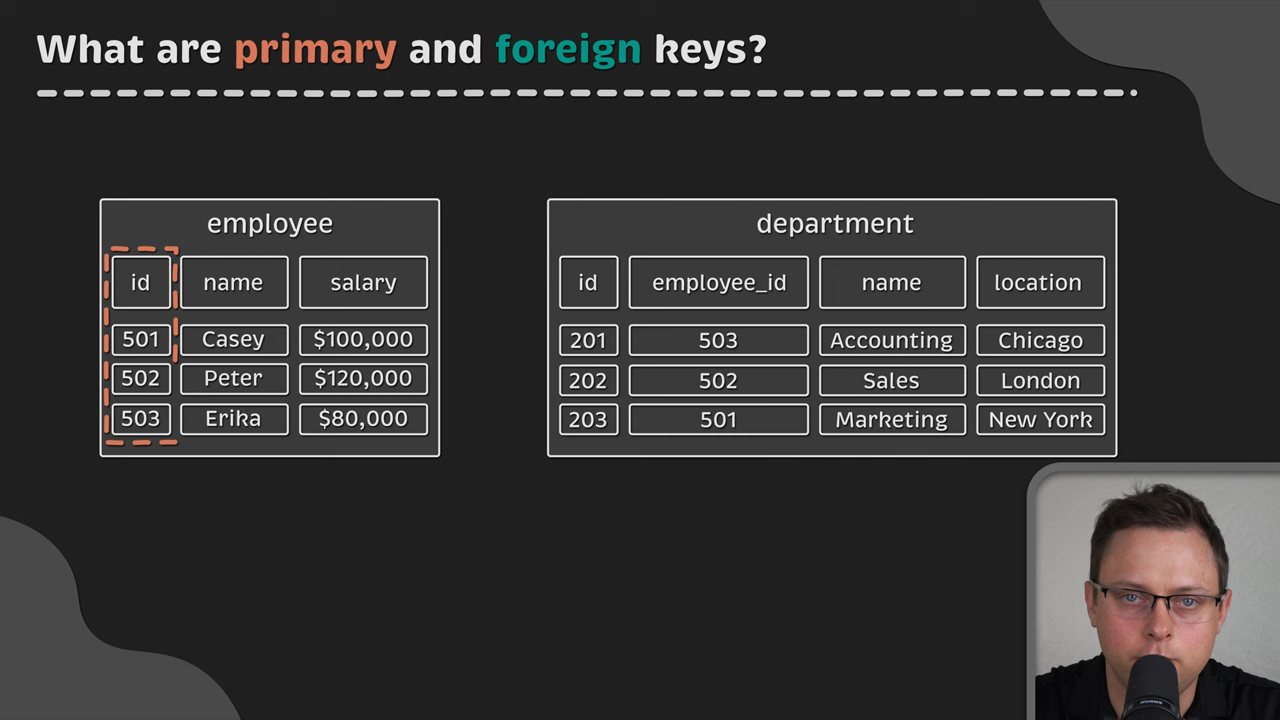 What are primary and foreign keys?
employee
id name salary
501 Casey $100,000
502 Peter $120,000
503 Erika $80,000
department
id employee_id name location
201 503 Accounting Chicago
202 502 Sales London
203 501 Marketing New York